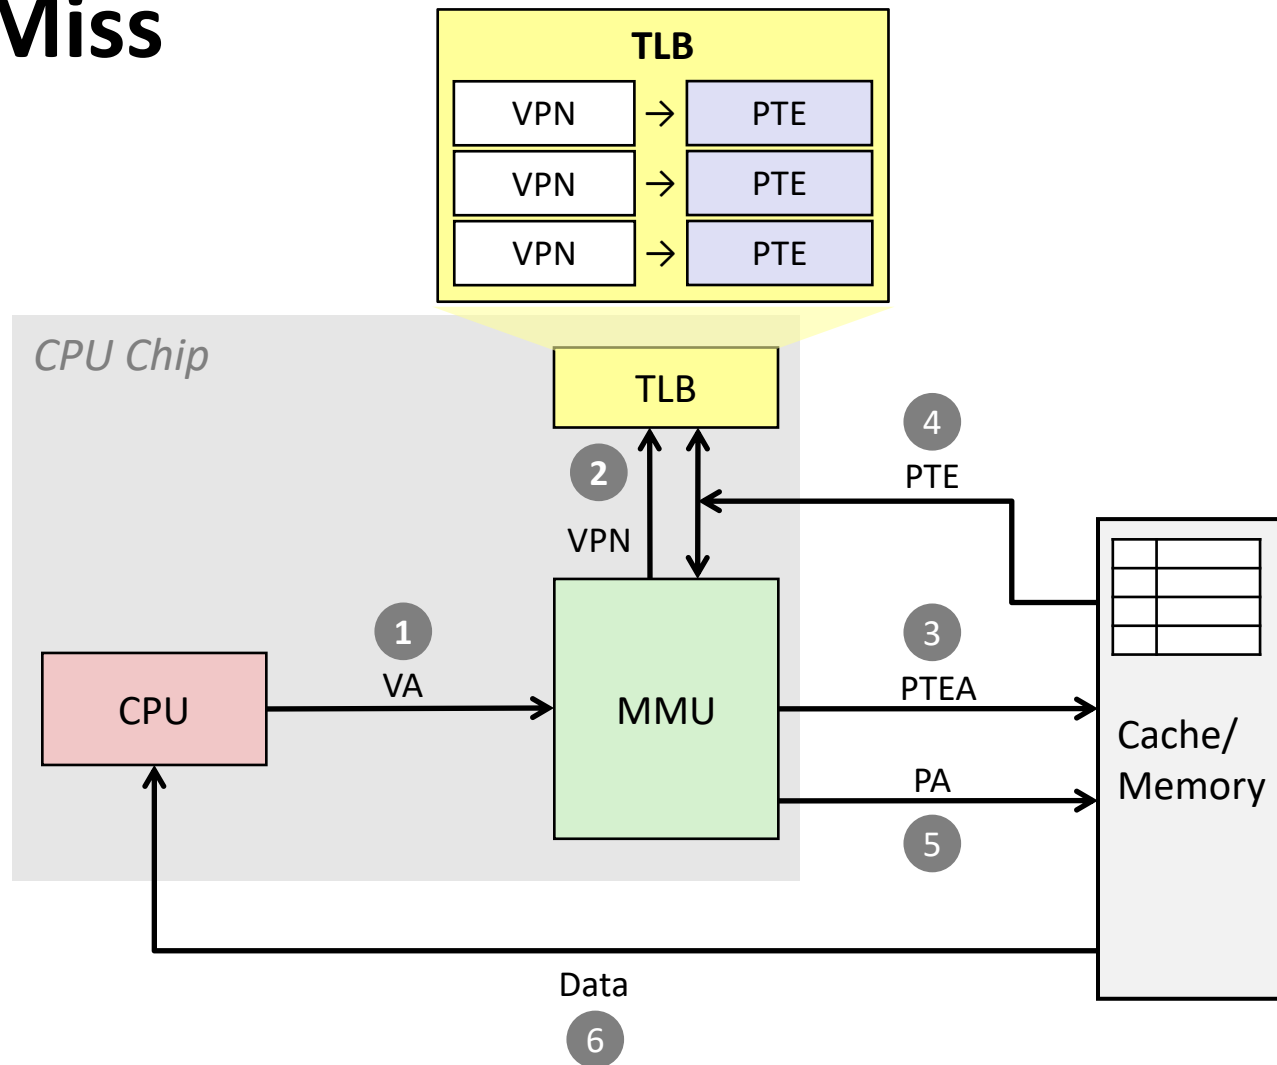 Miss
TLB
VPN → PTE
VPN → PTE
VPN → PTE
CPU Chip
TLB
4
PTE
2
VPN
1
VA
3
PTEA
CPU
MMU
Cache/
Memory
PA
5
Data
6